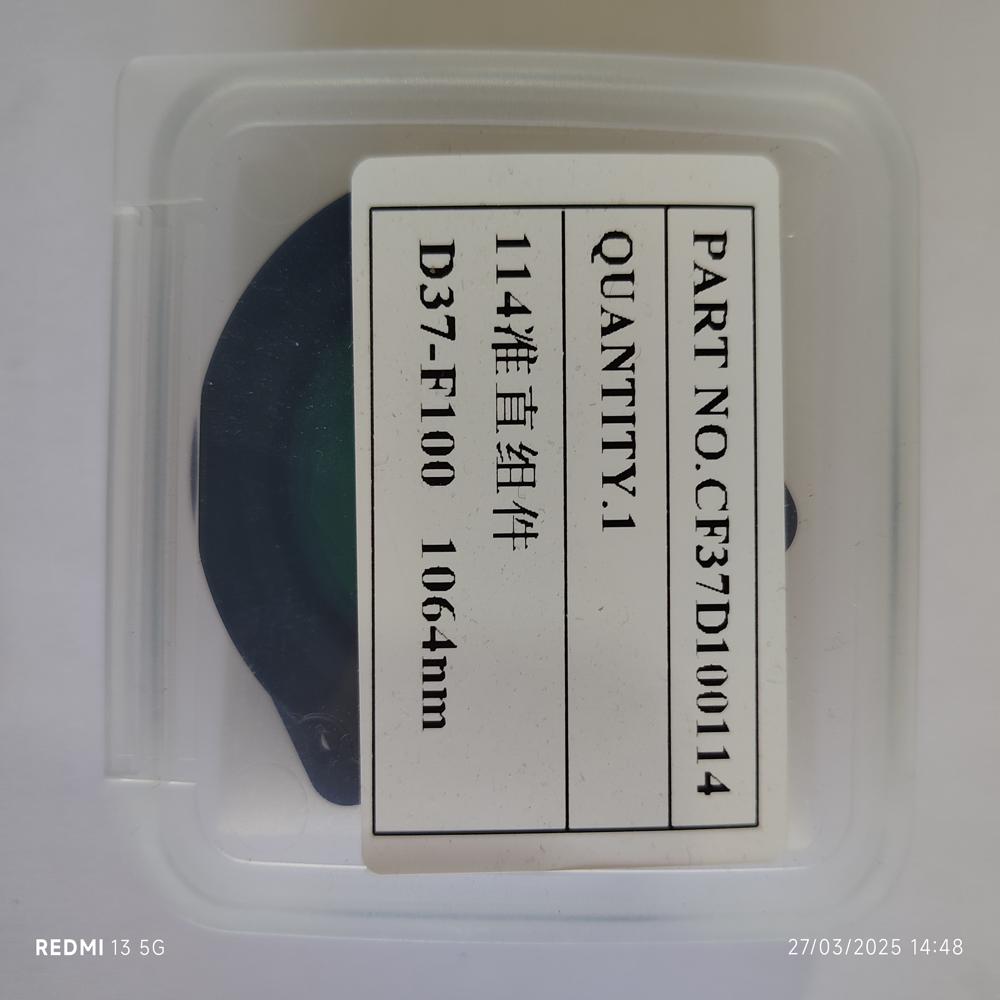 PART NO.CF37D100114
QUANTITY.1
114准直组件
D37-F100 1064nm
REDMI 13 5G
27/03/2025 14:48